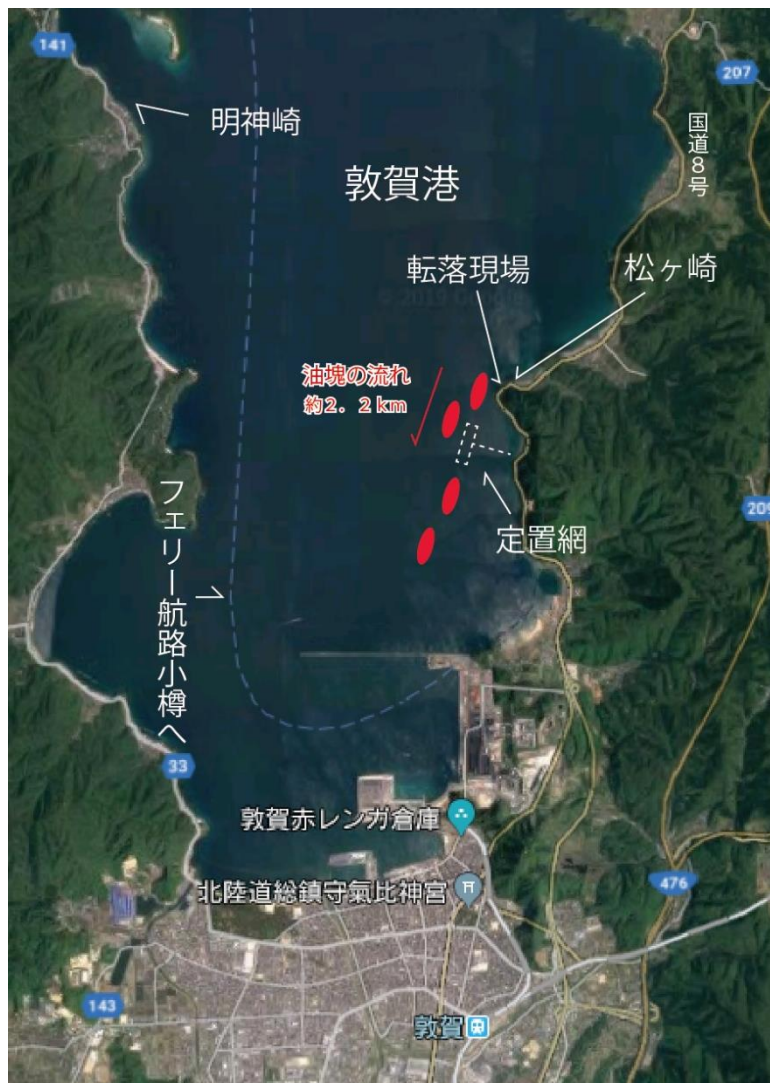 141
207
明神崎
国道8号
敦賀港
転落現場
松ヶ崎
© 2019 Google
油塊の流れ
約2．2km
フェリー航路小樽へ
定置網
209
33
敦賀赤レンガ倉庫
北陸道総鎮守氣比神宮
476
143
敦賀